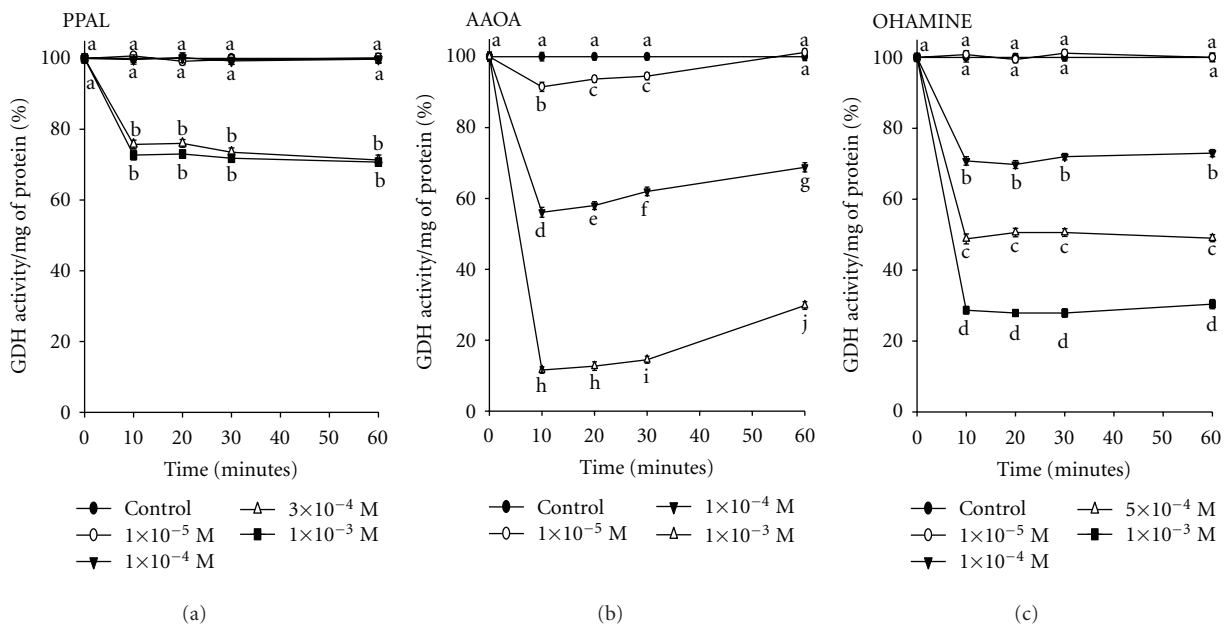 PPAL
a a a a a
a a a a
a
b b b b
b b b b
GDH activity/mg of protein (%)
100
80
60
40
20
0
0 10 20 30 40 50 60
Time (minutes)
Control
1×10−5 M
1×10−4 M
3×10−4 M
1×10−3 M
(a)
AAOA
a a a a a
a
b c c
d e f g
h h i j
GDH activity/mg of protein (%)
100
80
60
40
20
0
0 10 20 30 40 50 60
Time (minutes)
Control
1×10−5 M
1×10−4 M
1×10−3 M
(b)
OHAMINE
a a a a a
a a a a
b b b b
c c c c
d d d d
GDH activity/mg of protein (%)
100
80
60
40
20
0
0 10 20 30 40 50 60
Time (minutes)
Control
1×10−5 M
1×10−4 M
5×10−4 M
1×10−3 M
(c)